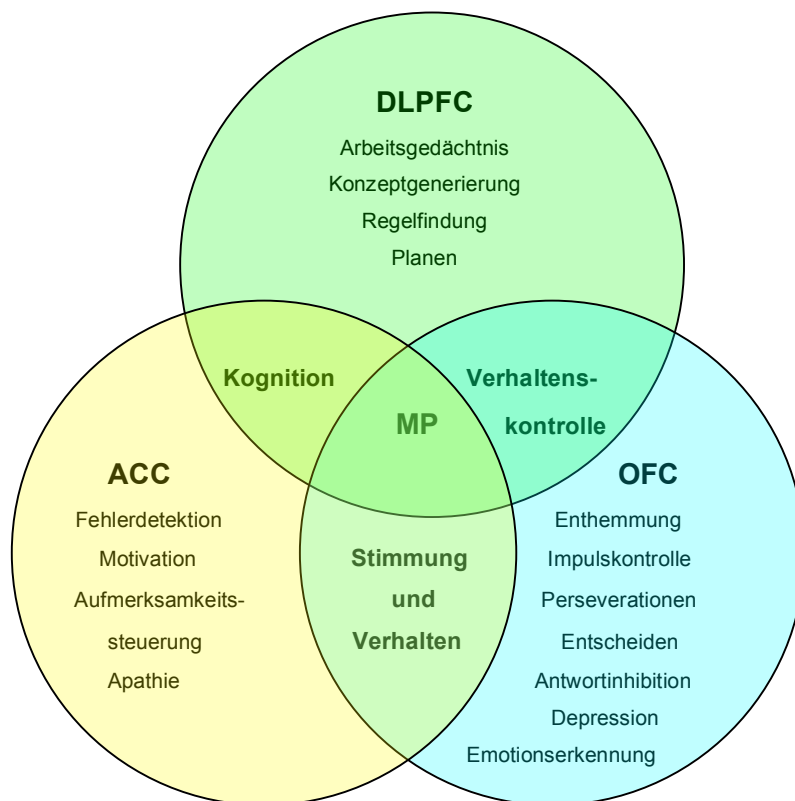 DLPFC
Arbeitsgedächtnis
Konzeptgenerierung
Regelfindung
Planen
Kognition
Verhaltens-
kontrolle
MP
ACC
Fehlerdetektion
Motivation
Aufmerksamkeits-
steuerung
Apathie
Stimmung
und
Verhalten
OFC
Enthemmung
Impulskontrolle
Perseverationen
Entscheiden
Antwortinhibition
Depression
Emotionserkennung